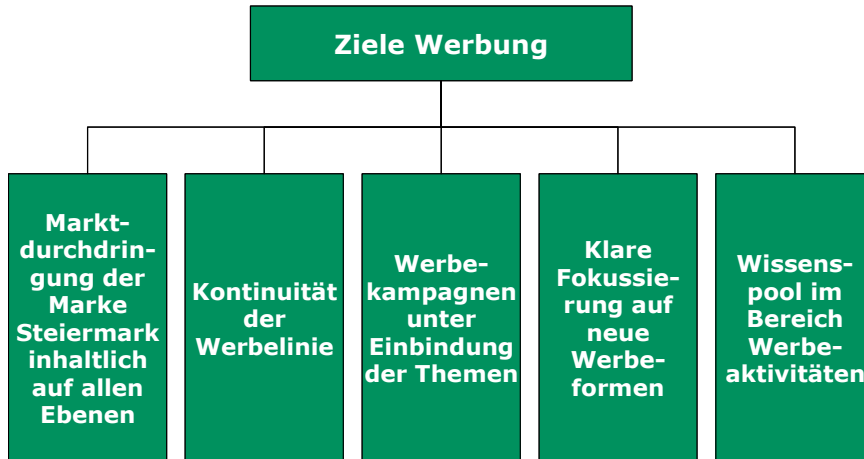 Ziele Werbung
Markt-
durchdrin-
gung der
Marke
Steiermark
inhaltlich
auf allen
Ebenen
Kontinuität
der
Werbelinie
Werbe-
kampagnen
unter
Einbindung
der Themen
Klare
Fokussie-
rung auf
neue
Werbe-
formen
Wissens-
pool im
Bereich
Werbe-
aktivitäten